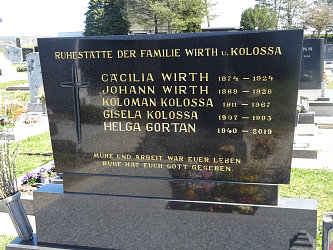 RUHESTÄTTE DER FAMILIE WIRTH u. KOLOSSA
CÄCILIA WIRTH 1874 - 1924
JOHANN WIRTH 1869 - 1928
KOLOMAN KOLOSSA 1911 - 1967
GISELA KOLOSSA 1907 - 1993
HELGA GORTAN 1940 - 2019
MÜHE UND ARBEIT WAR EUER LEBEN
RUHE HAT EUCH GOTT GEGEBEN.